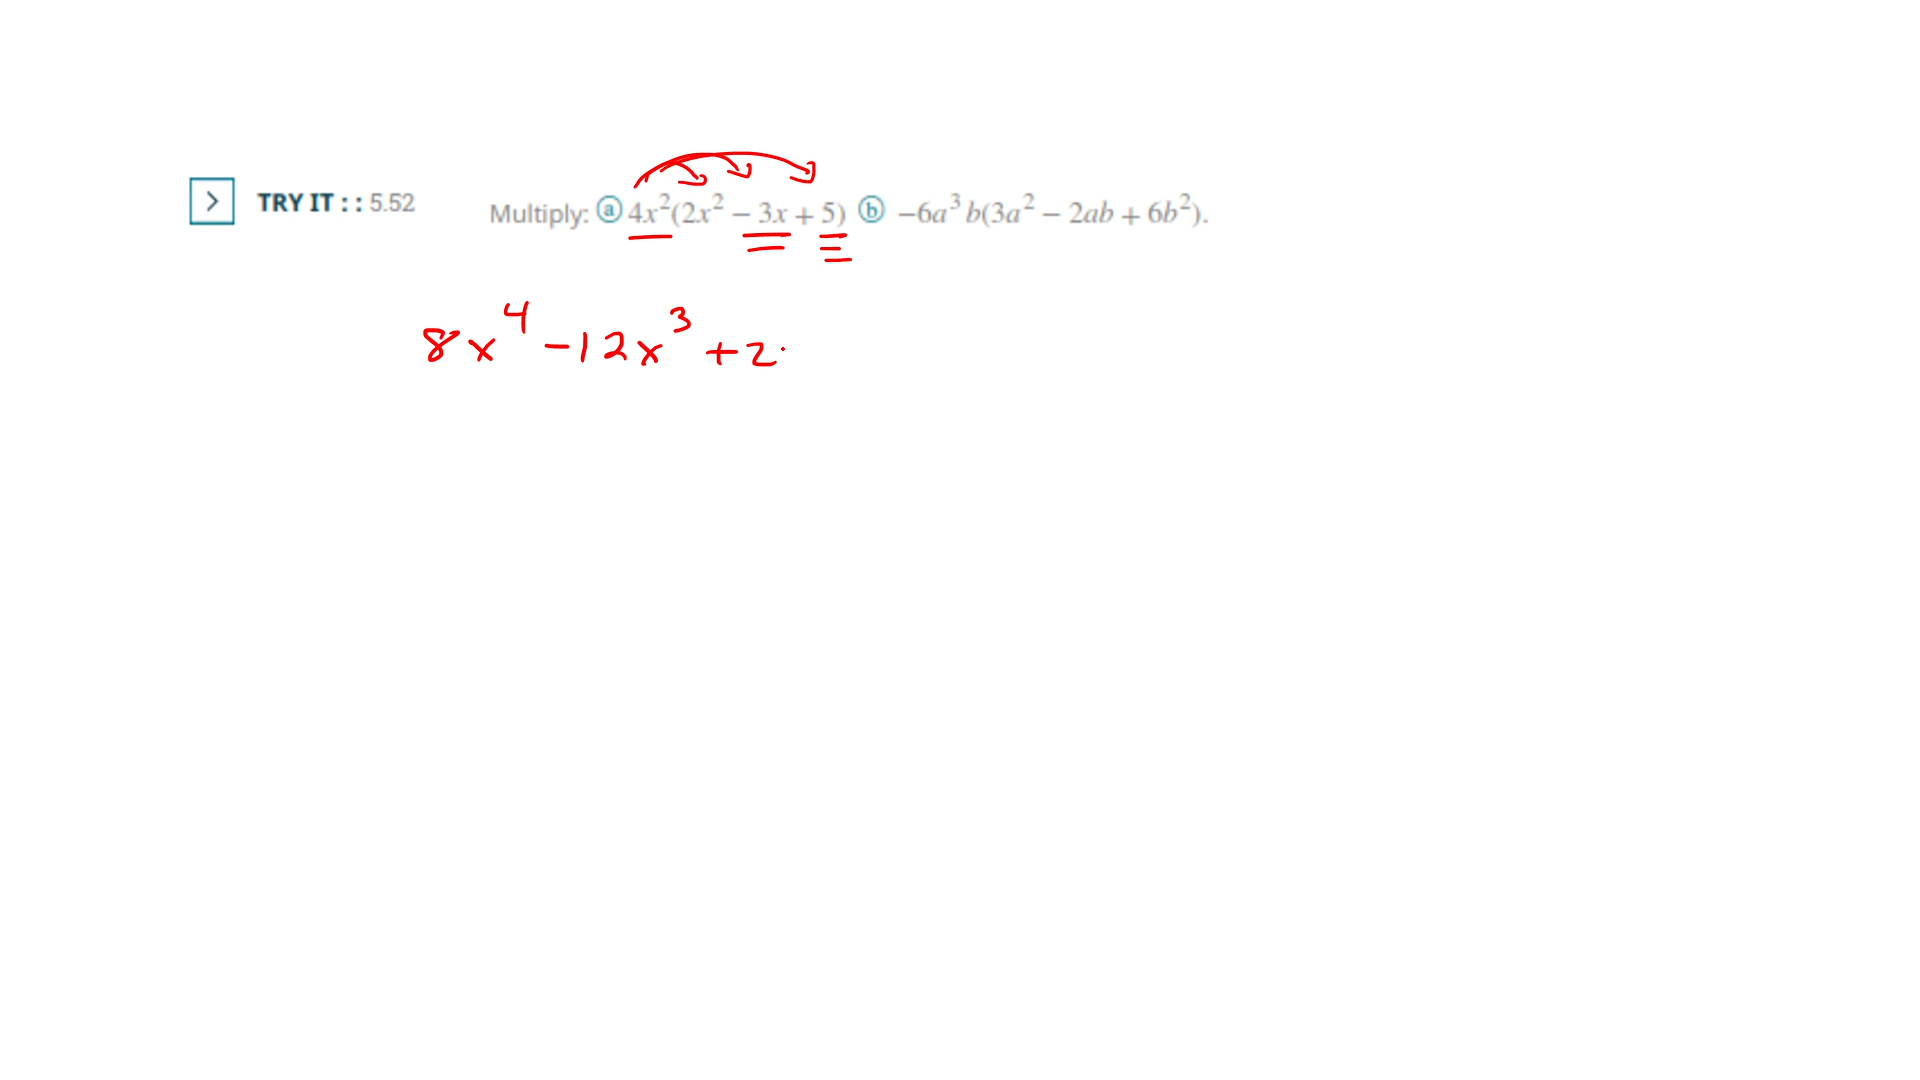 > TRY IT : : 5.52 Multiply: ⓐ 4x²(2x² − 3x + 5) ⓑ −6a³b(3a² − 2ab + 6b²).
8x⁴ −12x³ +2